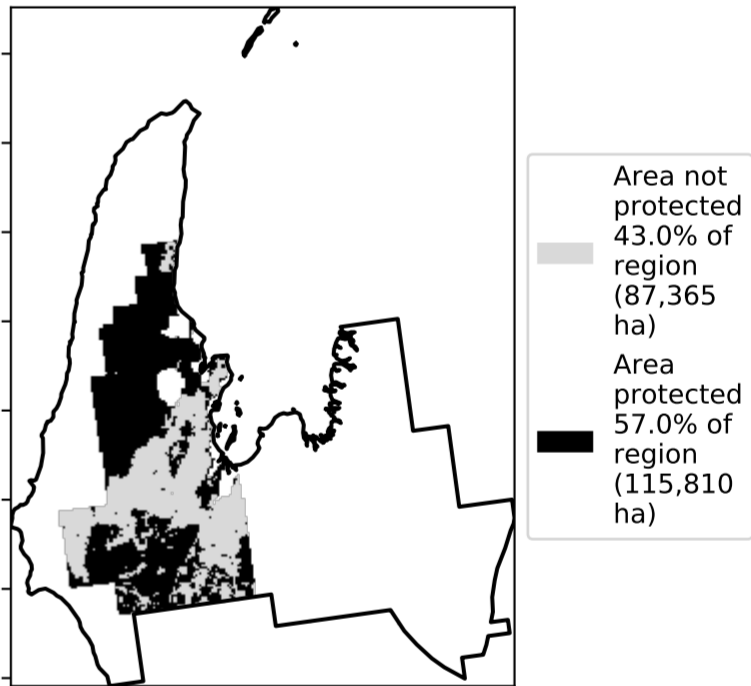 Area not
protected
43.0% of
region
(87,365
ha)
Area
protected
57.0% of
region
(115,810
ha)